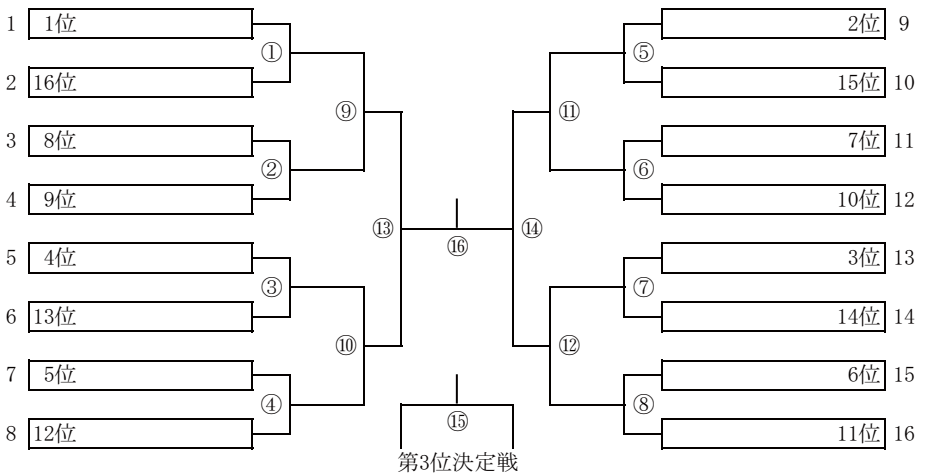 1 1位 2位 9
① ⑤
2 16位 15位 10
⑨ ⑪
3 8位 7位 11
② ⑥
4 9位 10位 12
⑬ ⑯ ⑭
5 4位 3位 13
③ ⑦
6 13位 14位 14
⑩ ⑫
7 5位 6位 15
④ ⑮ ⑧
8 12位 11位 16
第3位決定戦